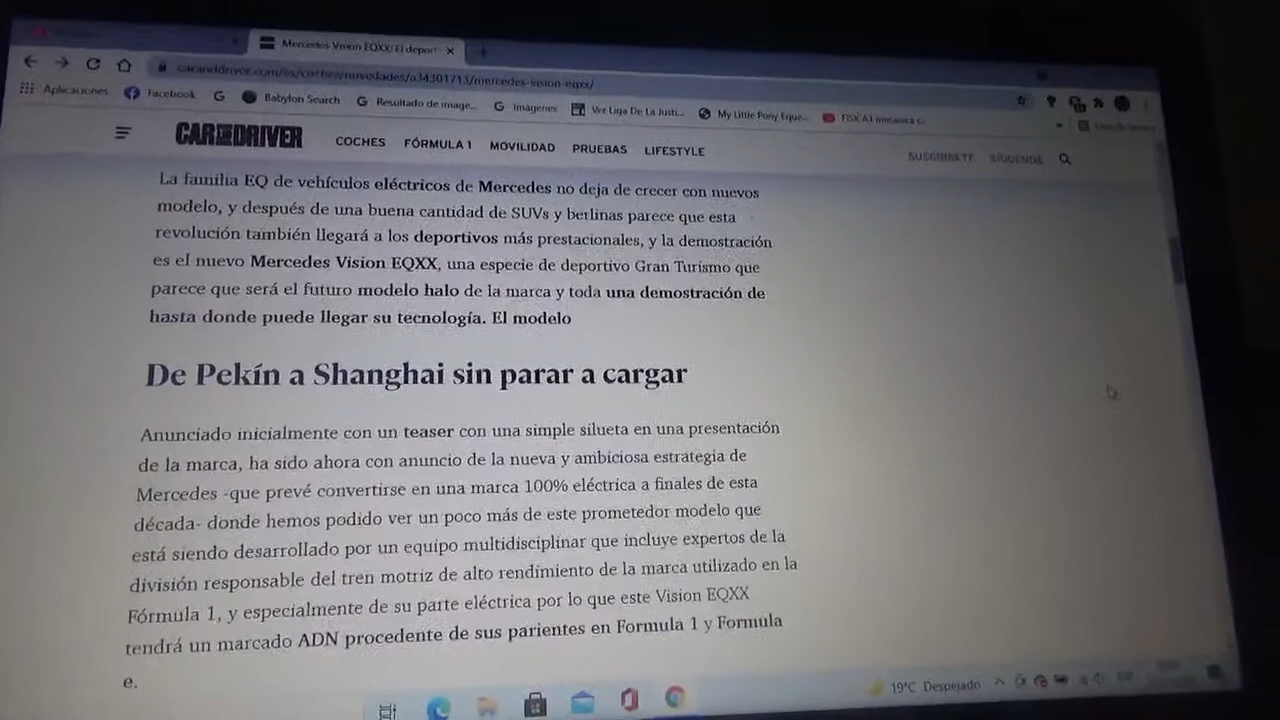 Mercedes Vision EQXX: El deport
caranddriver.com/es/coches/novedades/a34301713/mercedes-vision-eqxx/
Aplicaciones Facebook G Babylon Search Resultado de image... Imágenes Ver Liga De La Justi... My Little Pony Eque... FISICA I mecanica
CAR AND DRIVER COCHES FÓRMULA 1 MOVILIDAD PRUEBAS LIFESTYLE SUSCRÍBETE SÍGUENOS
La familia EQ de vehículos eléctricos de Mercedes no deja de crecer con nuevos
modelo, y después de una buena cantidad de SUVs y berlinas parece que esta
revolución también llegará a los deportivos más prestacionales, y la demostración
es el nuevo Mercedes Vision EQXX, una especie de deportivo Gran Turismo que
parece que será el futuro modelo halo de la marca y toda una demostración de
hasta donde puede llegar su tecnología. El modelo
De Pekín a Shanghai sin parar a cargar
Anunciado inicialmente con un teaser con una simple silueta en una presentación
de la marca, ha sido ahora con anuncio de la nueva y ambiciosa estrategia de
Mercedes -que prevé convertirse en una marca 100% eléctrica a finales de esta
década- donde hemos podido ver un poco más de este prometedor modelo que
está siendo desarrollado por un equipo multidisciplinar que incluye expertos de la
división responsable del tren motriz de alto rendimiento de la marca utilizado en la
Fórmula 1, y especialmente de su parte eléctrica por lo que este Vision EQXX
tendrá un marcado ADN procedente de sus parientes en Formula 1 y Formula
e.
19°C Despejado